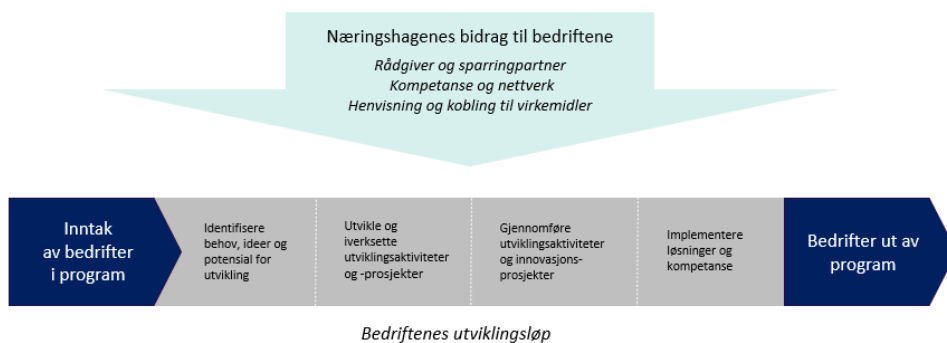 Næringshagenes bidrag til bedriftene
Rådgiver og sparringpartner
Kompetanse og nettverk
Henvisning og kobling til virkemidler
Inntak
av bedrifter
i program
Identifisere
behov, ideer og
potensial for
utvikling
Utvikle og
iverksette
utviklingsaktiviteter
og -prosjekter
Gjennomføre
utviklingsaktiviteter
og innovasjons-
prosjekter
Implementere
løsninger og
kompetanse
Bedrifter ut av
program
Bedriftenes utviklingsløp